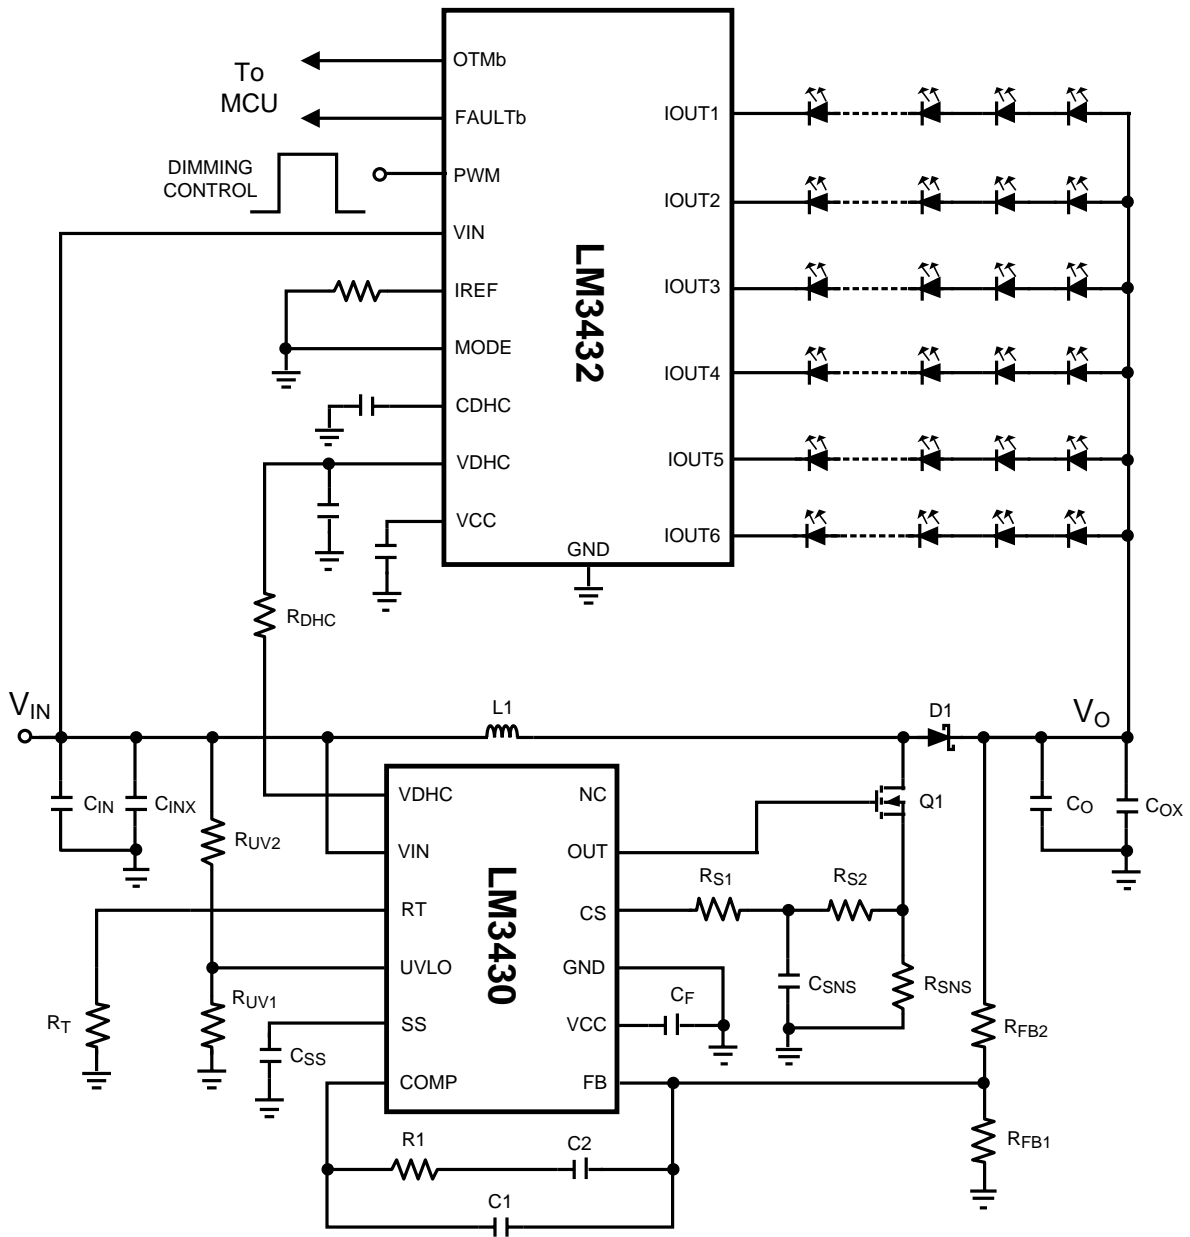 To
MCU
OTMb
FAULTb
DIMMING
CONTROL
PWM
VIN
IREF
MODE
CDHC
VDHC
VCC
LM3432
GND
IOUT1
IOUT2
IOUT3
IOUT4
IOUT5
IOUT6
RDHC
VIN
L1
D1
VO
CIN
CINX
RUV2
VDHC
VIN
RT
UVLO
SS
COMP
LM3430
NC
OUT
CS
GND
VCC
FB
Q1
CO
COX
RS1
RS2
CSNS
RSNS
CF
RT
RUV1
CSS
RFB2
RFB1
R1
C2
C1